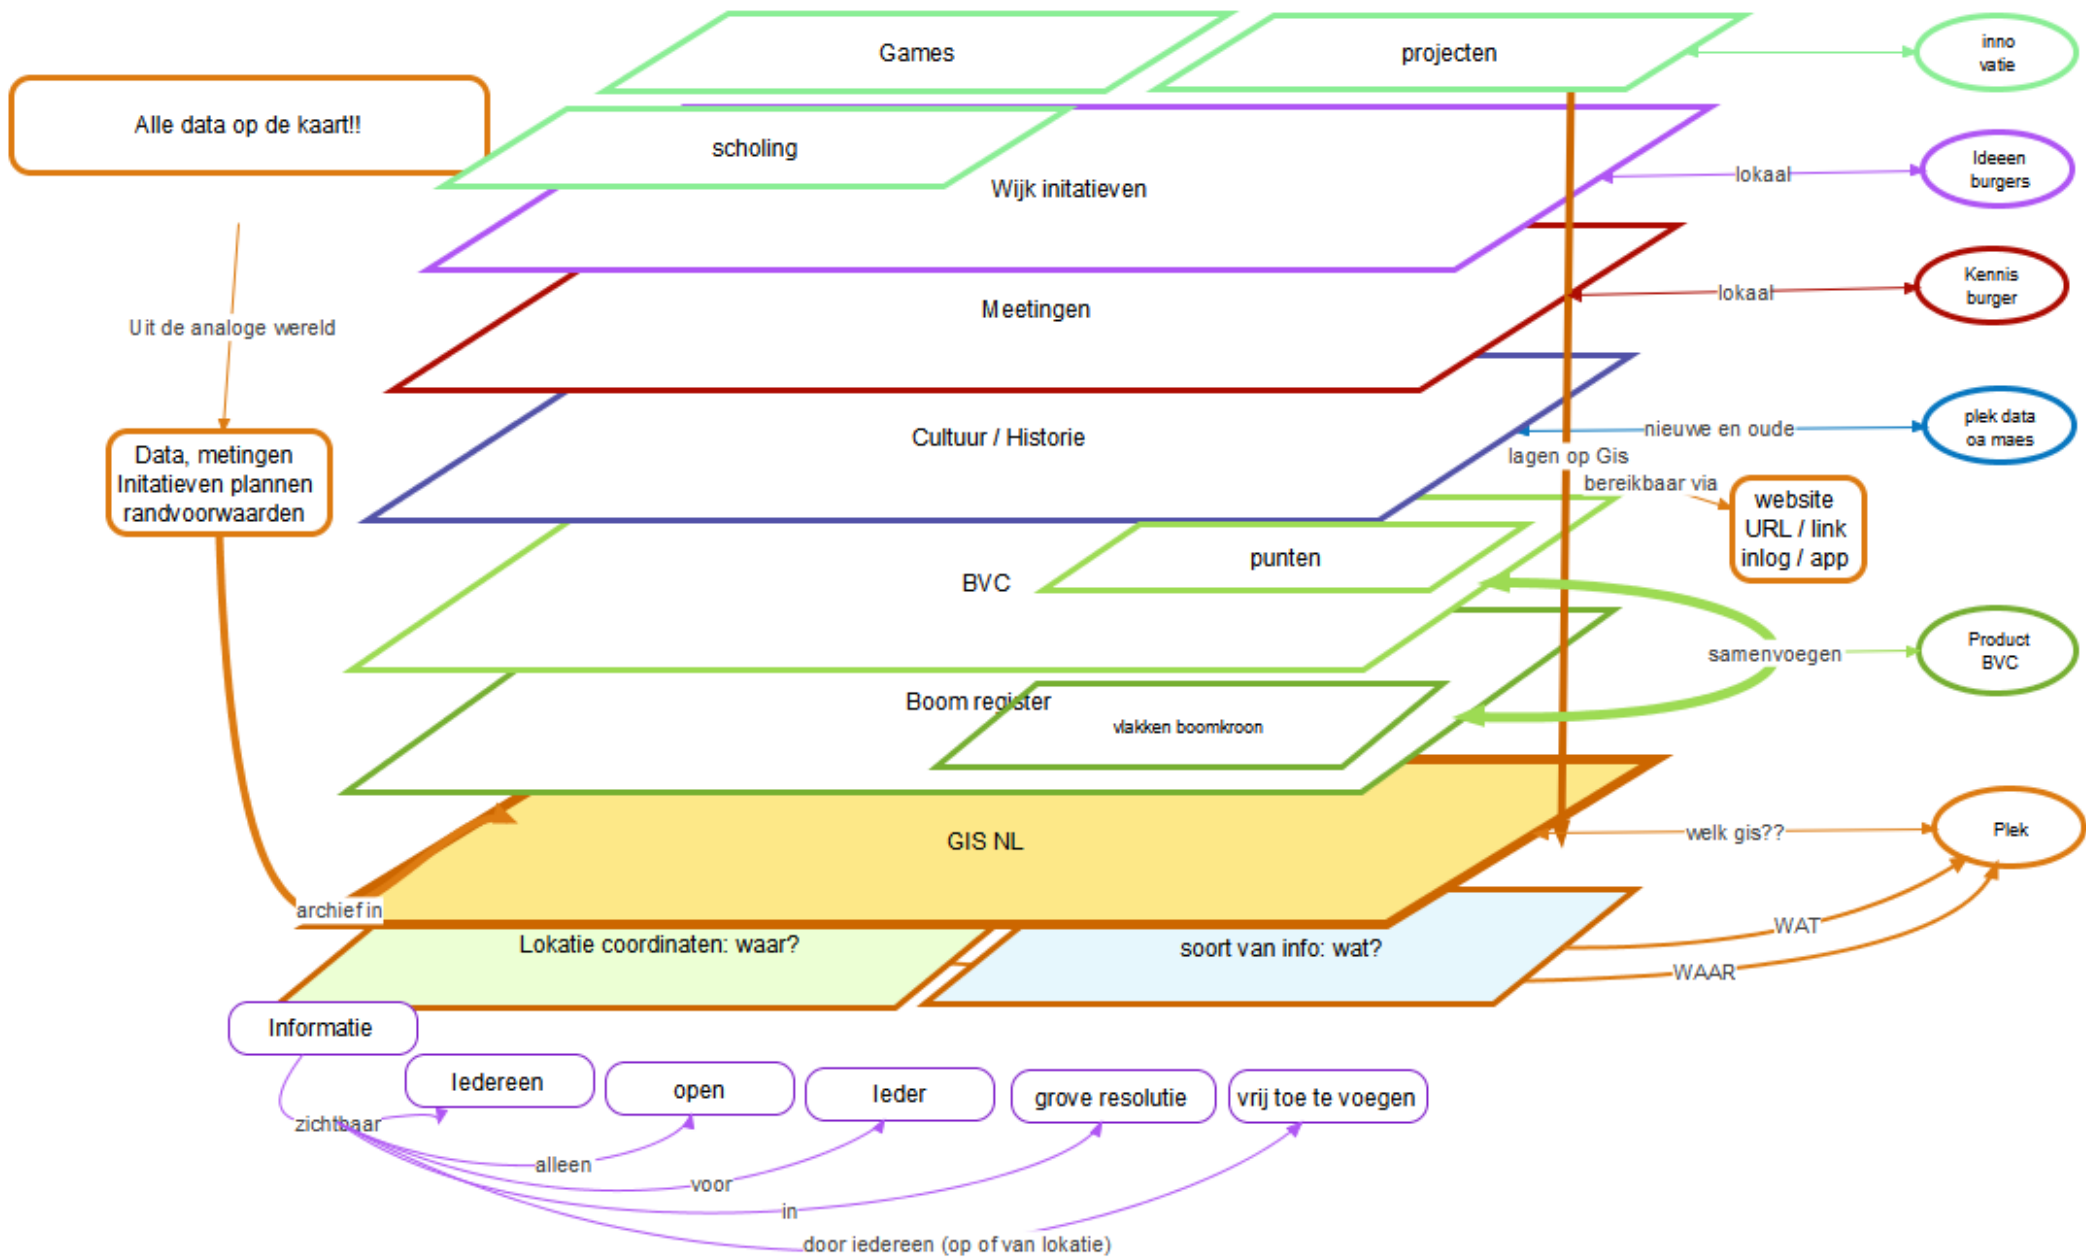 Games
projecten
inno
vatie
Alle data op de kaart!!
scholing
Wijk initatieven
lokaal
Ideeen
burgers
Meetingen
lokaal
Kennis
burger
Uit de analoge wereld
Cultuur / Historie
nieuwe en oude
plek data
oa maes
lagen op Gis
bereikbaar via
Data, metingen
Initatieven plannen
randvoorwaarden
website
URL / link
inlog / app
punten
BVC
samenvoegen
Product
BVC
Boom register
vlakken boomkroon
GIS NL
welk gis??
Plek
archief in
WAT
Lokatie coordinaten: waar?
soort van info: wat?
WAAR
Informatie
Iedereen
open
Ieder
grove resolutie
vrij toe te voegen
zichtbaar
alleen
voor
in
door iedereen (op of van lokatie)